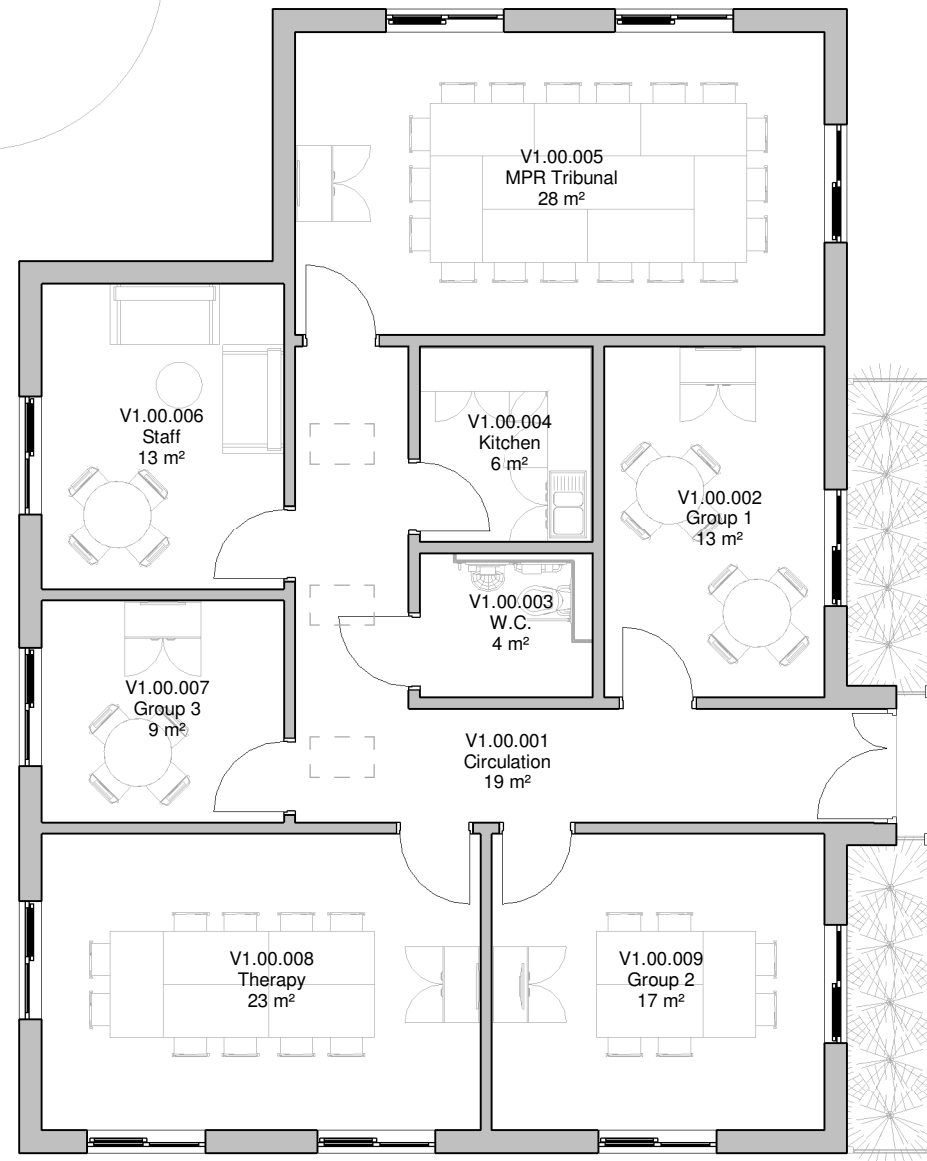 V1.00.005
MPR Tribunal
28 m²
V1.00.006
Staff
13 m²
V1.00.004
Kitchen
6 m²
V1.00.002
Group 1
13 m²
V1.00.003
W.C.
4 m²
V1.00.007
Group 3
9 m²
V1.00.001
Circulation
19 m²
V1.00.008
Therapy
23 m²
V1.00.009
Group 2
17 m²